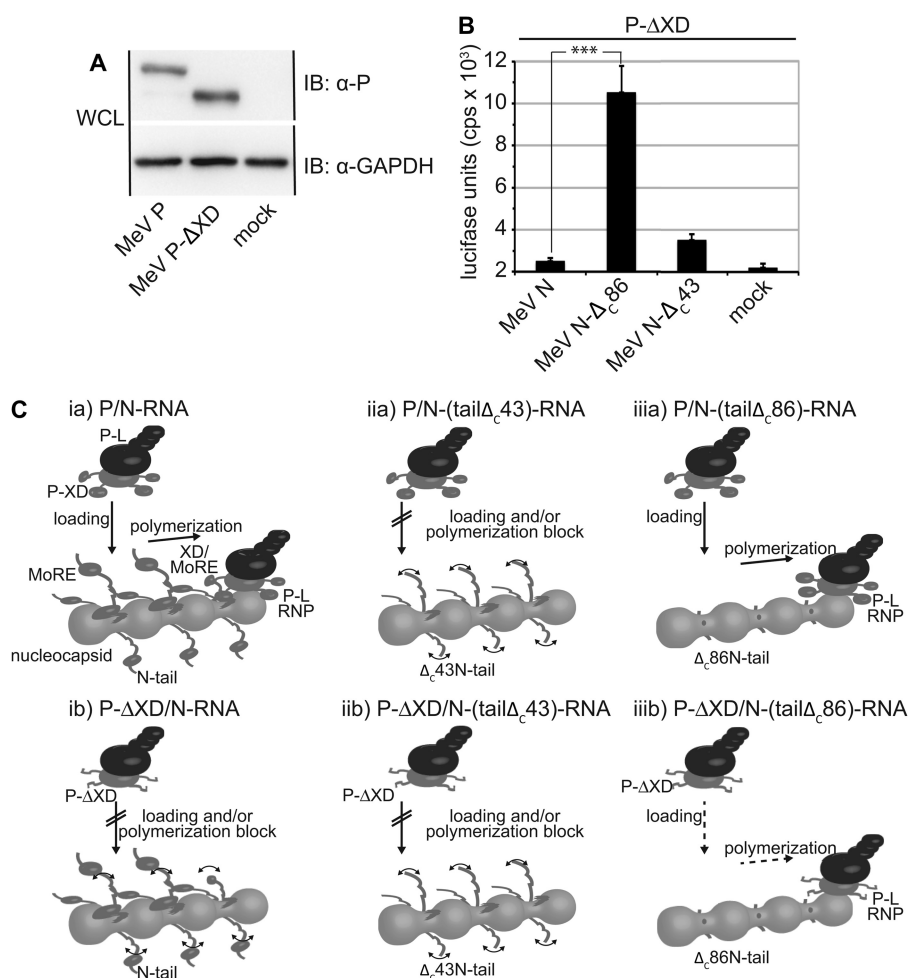 A
WCL
IB: α-P
IB: α-GAPDH
MeV P
MeV P-ΔXD
mock
B
P-ΔXD
***
lucifase units (cps x 10³)
12
10
8
6
4
2
MeV N
MeV N-Δc86
MeV N-Δc43
mock
C
ia) P/N-RNA
P-L
P-XD
loading
polymerization
XD/
MoRE
MoRE
P-L
RNP
nucleocapsid
N-tail
iia) P/N-(tailΔc43)-RNA
loading and/or
polymerization block
Δc43N-tail
iiia) P/N-(tailΔc86)-RNA
loading
polymerization
P-L
RNP
Δc86N-tail
ib) P-ΔXD/N-RNA
P-ΔXD
loading and/or
polymerization block
N-tail
iib) P-ΔXD/N-(tailΔc43)-RNA
P-ΔXD
loading and/or
polymerization block
Δc43N-tail
iiib) P-ΔXD/N-(tailΔc86)-RNA
P-ΔXD
loading
polymerization
P-L
RNP
Δc86N-tail